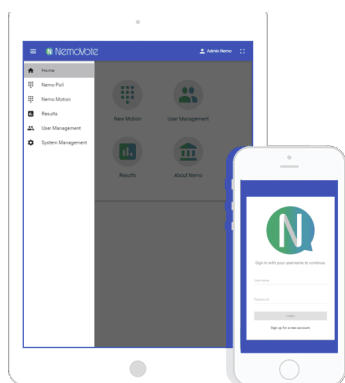 NemoVote
Admin Nemo
Home
Nemo Poll
Nemo Motion
Results
User Management
System Management
New Motion
User Management
Results
About Nemo
N
Sign in with your username to continue
Username
Password
Sign up for a new account